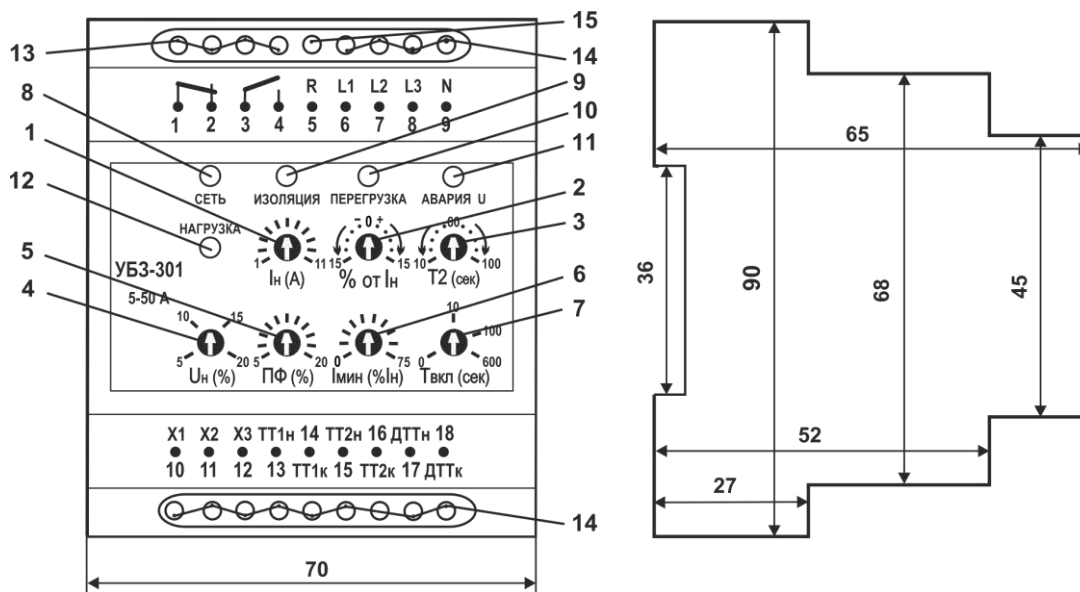 15
13
14
8
9
R L1 L2 L3 N
1 2 3 4 5 6 7 8 9
1
10
11
12
СЕТЬ ИЗОЛЯЦИЯ ПЕРЕГРУЗКА АВАРИЯ U
2
НАГРУЗКА
− 0 +
60
3
5
1 11 15 15 10 100
Iн (А) % от Iн Т2 (сек)
УБЗ-301
6
4
5-50 А
10 15
10
100
7
5 20 5 20 0 75 0 600
Uн (%) ПФ (%) Iмин (%Iн) Твкл (сек)
X1 X2 X3 ТТ1н 14 ТТ2н 16 ДТТн 18
10 11 12 13 ТТ1к 15 ТТ2к 17 ДТТк
14
70
65
36
90
68
45
52
27